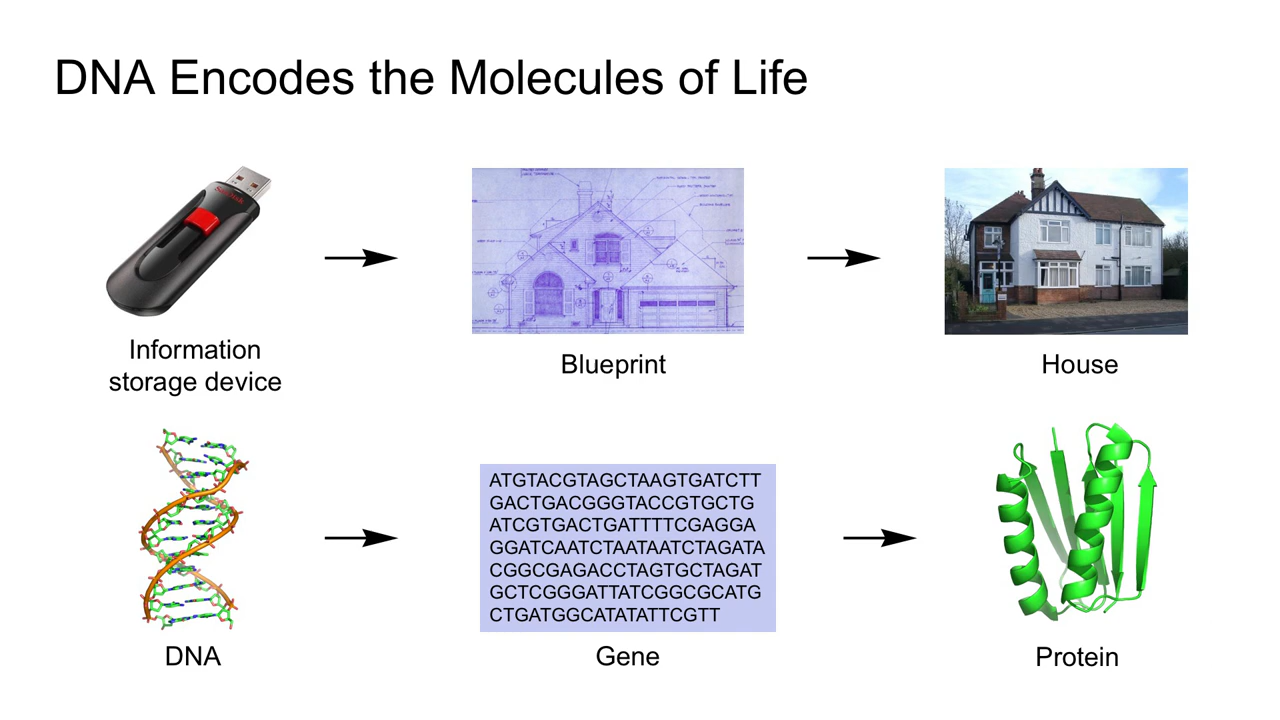 DNA Encodes the Molecules of Life
SanDisk
Information
storage device
Blueprint
House
ATGTACGTAGCTAAGTGATCTT
GACTGACGGGTACCGTGCTG
ATCGTGACTGATTTTCGAGGA
GGATCAATCTAATAATCTAGATA
CGGCGAGACCTAGTGCTAGAT
GCTCGGGATTATCGGCGCATG
CTGATGGCATATATTCGTT
DNA
Gene
Protein